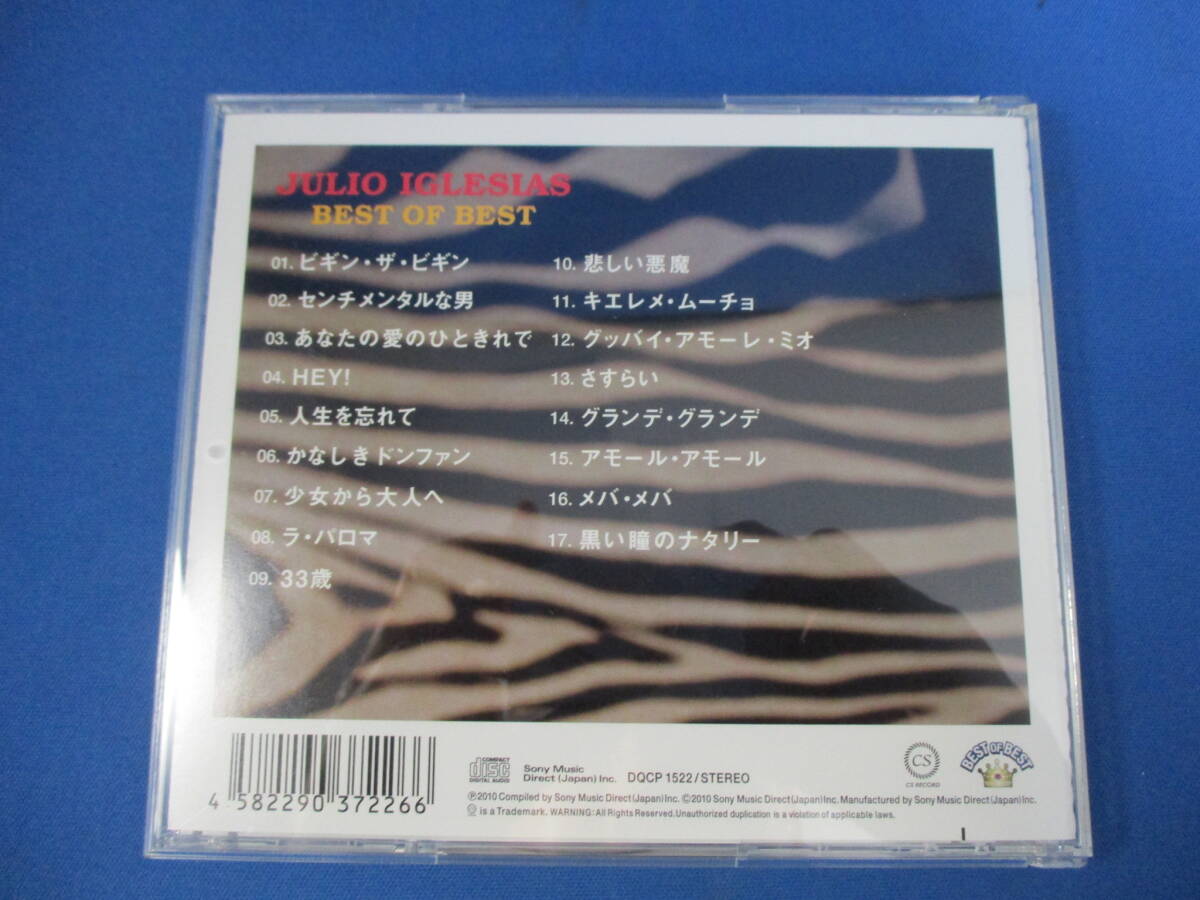 JULIO IGLESIAS
BEST OF BEST
01. ビギン・ザ・ビギン
02. センチメンタルな男
03. あなたの愛のひときれで
04. HEY!
05. 人生を忘れて
06. かなしきドンファン
07. 少女から大人へ
08. ラ・パロマ
09. 33歳
10. 悲しい悪魔
11. キエレメ・ムーチョ
12. グッバイ・アモーレ・ミオ
13. さすらい
14. グランデ・グランデ
15. アモール・アモール
16. メバ・メバ
17. 黒い瞳のナタリー
4 582290 372266
COMPACT
disc
DIGITAL AUDIO
Sony Music
Direct (Japan) Inc.
DQCP 1522/STEREO
CS
CS RECORD
BEST OF BEST
℗2010 Compiled by Sony Music Direct(Japan)Inc. ©2010 Sony Music Direct(Japan)Inc. Manufactured by Sony Music Direct(Japan)Inc.
is a Trademark. WARNING: All Rights Reserved. Unauthorized duplication is a violation of applicable laws.